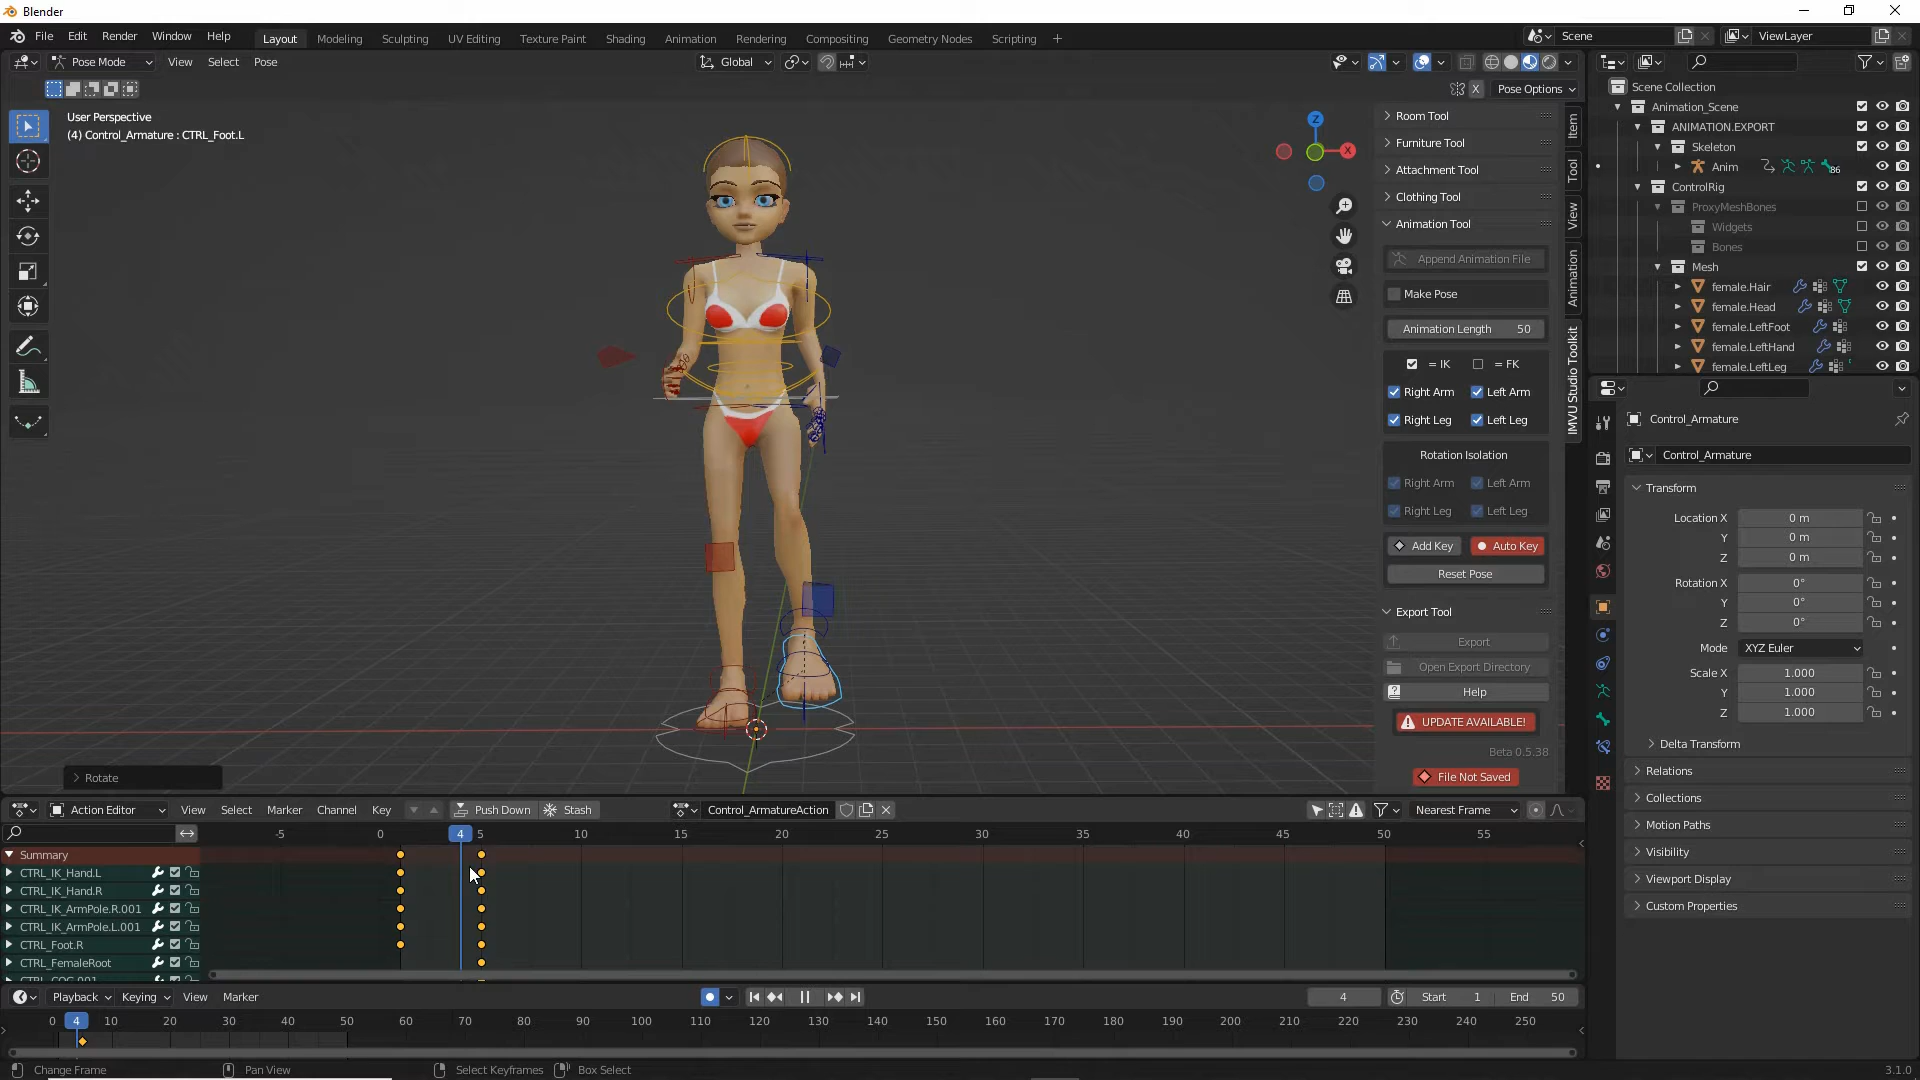 Blender
File Edit Render Window Help
Layout Modeling Sculpting UV Editing Texture Paint Shading Animation Rendering Compositing Geometry Nodes Scripting +
Scene
ViewLayer
Pose Mode View Select Pose
Global
X Pose Options
User Perspective
(4) Control_Armature : CTRL_Foot.L
Z
X
Room Tool
Furniture Tool
Attachment Tool
Clothing Tool
Animation Tool
Append Animation File
Make Pose
Animation Length 50
= IK = FK
Right Arm Left Arm
Right Leg Left Leg
Rotation Isolation
Right Arm Left Arm
Right Leg Left Leg
Add Key Auto Key
Reset Pose
Export Tool
Export
Open Export Directory
Help
UPDATE AVAILABLE!
Beta 0.5.38
File Not Saved
Item
Tool
View
Animation
IMVU Studio Toolkit
Scene Collection
Animation_Scene
ANIMATION.EXPORT
Skeleton
Anim 86
ControlRig
ProxyMeshBones
Widgets
Bones
Mesh
female.Hair
female.Head
female.LeftFoot
female.LeftHand
female.LeftLeg
Control_Armature
Control_Armature
Transform
Location X 0 m
Y 0 m
Z 0 m
Rotation X 0°
Y 0°
Z 0°
Mode XYZ Euler
Scale X 1.000
Y 1.000
Z 1.000
Delta Transform
Relations
Collections
Motion Paths
Visibility
Viewport Display
Custom Properties
Rotate
Action Editor View Select Marker Channel Key Push Down Stash Control_ArmatureAction Nearest Frame
-5 0 4 5 10 15 20 25 30 35 40 45 50 55
Summary
CTRL_IK_Hand.L
CTRL_IK_Hand.R
CTRL_IK_ArmPole.R.001
CTRL_IK_ArmPole.L.001
CTRL_Foot.R
CTRL_FemaleRoot
CTRL_COG.001
Playback Keying View Marker 4 Start 1 End 50
0 4 10 20 30 40 50 60 70 80 90 100 110 120 130 140 150 160 170 180 190 200 210 220 230 240 250
Change Frame Pan View Select Keyframes Box Select 3.1.0